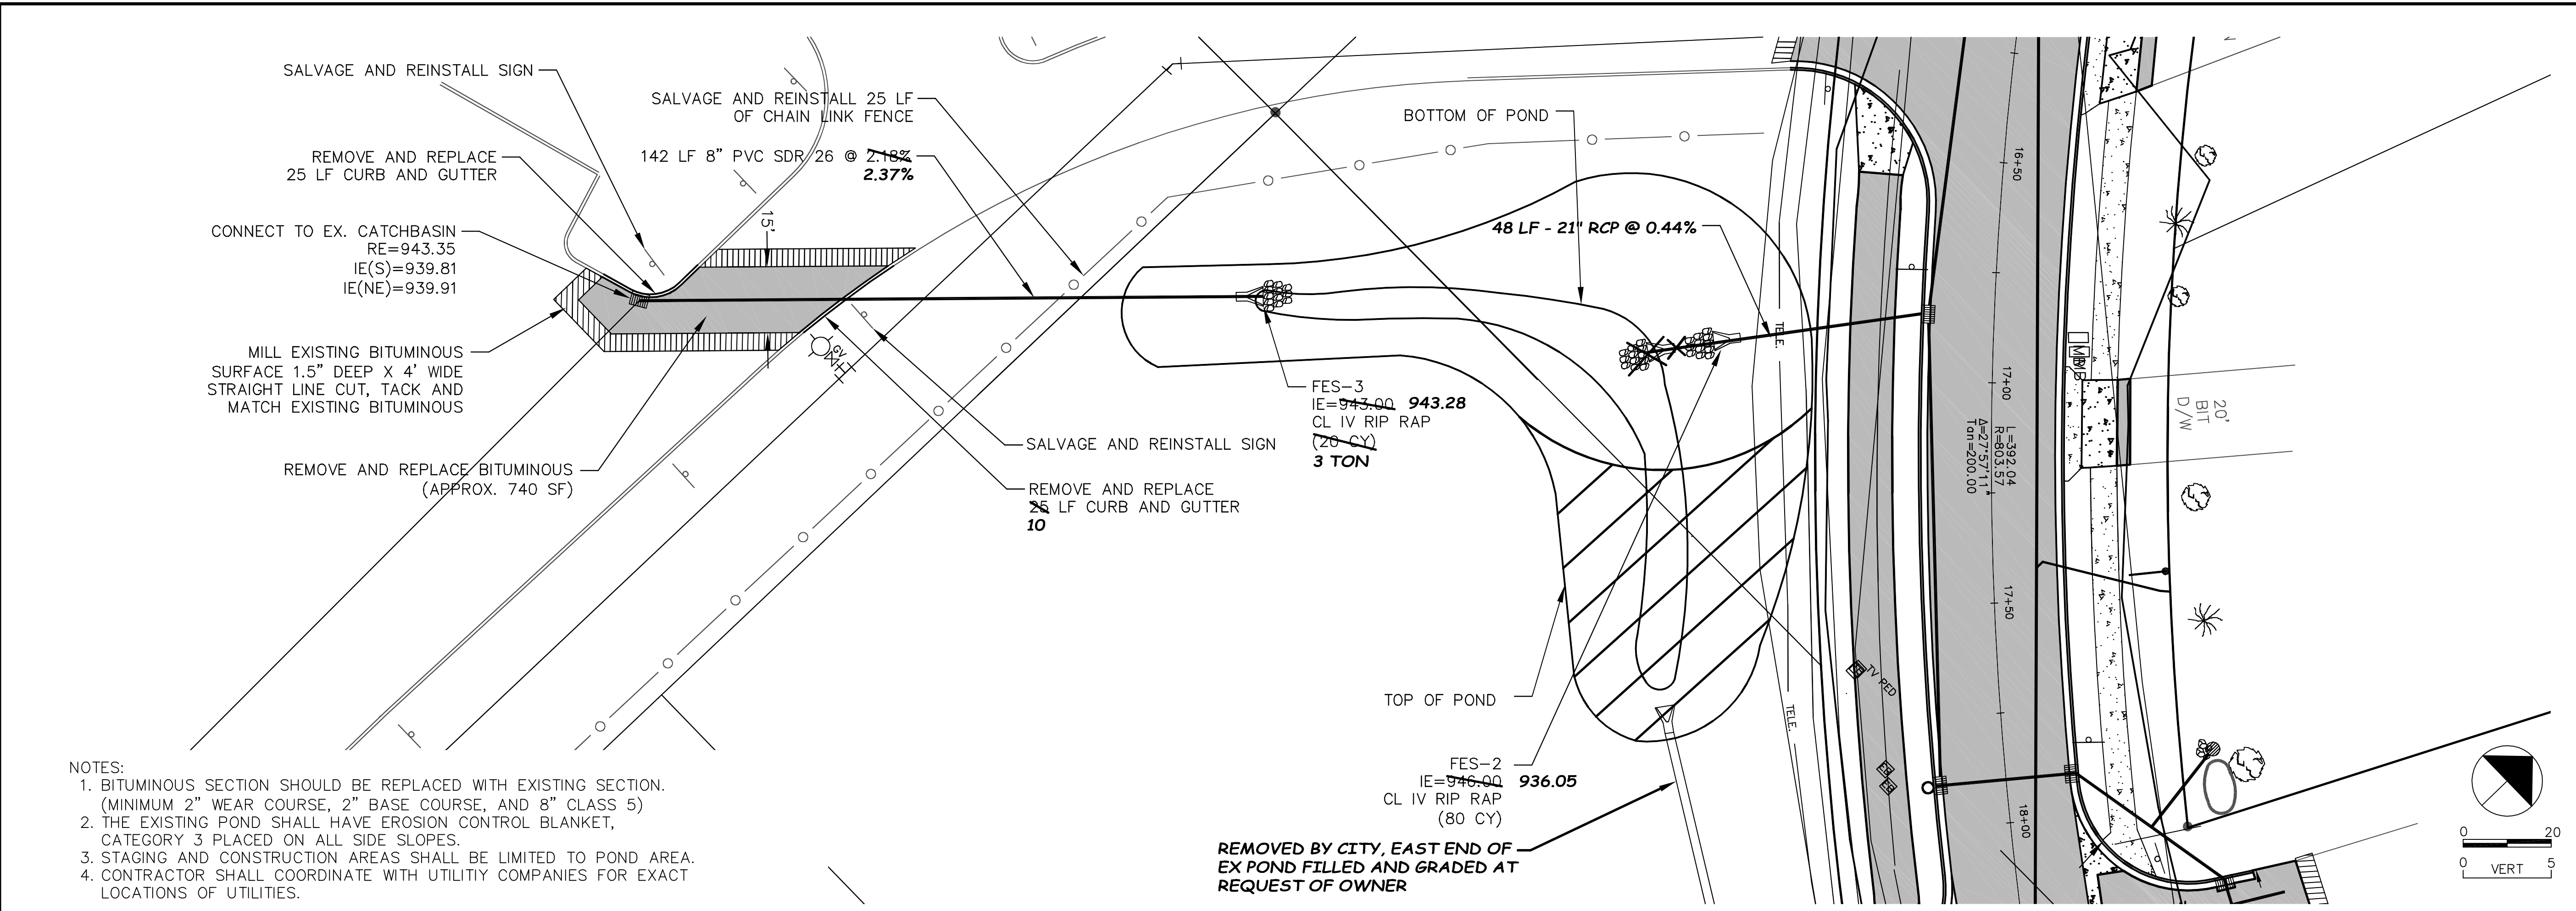 SALVAGE AND REINSTALL SIGN
SALVAGE AND REINSTALL 25 LF
OF CHAIN LINK FENCE
142 LF 8" PVC SDR 26 @ 2.18%
2.37%
REMOVE AND REPLACE
25 LF CURB AND GUTTER
CONNECT TO EX. CATCHBASIN
RE=943.35
IE(S)=939.81
IE(NE)=939.91
MILL EXISTING BITUMINOUS
SURFACE 1.5" DEEP X 4' WIDE
STRAIGHT LINE CUT, TACK AND
MATCH EXISTING BITUMINOUS
REMOVE AND REPLACE BITUMINOUS
(APPROX. 740 SF)
15'
GV
BOTTOM OF POND
48 LF - 21" RCP @ 0.44%
FES-3
IE=943.00 943.28
CL IV RIP RAP
(20 CY)
3 TON
SALVAGE AND REINSTALL SIGN
REMOVE AND REPLACE
25 LF CURB AND GUTTER
10
TOP OF POND
FES-2
IE=946.00 936.05
CL IV RIP RAP
(80 CY)
REMOVED BY CITY, EAST END OF
EX POND FILLED AND GRADED AT
REQUEST OF OWNER
TELE.
TELE.
TV PED
EB
EB
16+50
17+00
L=392.04
R=803.57
Δ=27°57'11"
Tan=200.00
17+50
18+00
MB
20'
BIT
D/W
NOTES:
1. BITUMINOUS SECTION SHOULD BE REPLACED WITH EXISTING SECTION.
(MINIMUM 2" WEAR COURSE, 2" BASE COURSE, AND 8" CLASS 5)
2. THE EXISTING POND SHALL HAVE EROSION CONTROL BLANKET,
CATEGORY 3 PLACED ON ALL SIDE SLOPES.
3. STAGING AND CONSTRUCTION AREAS SHALL BE LIMITED TO POND AREA.
4. CONTRACTOR SHALL COORDINATE WITH UTILITIY COMPANIES FOR EXACT
LOCATIONS OF UTILITIES.
0 20
0 5
VERT